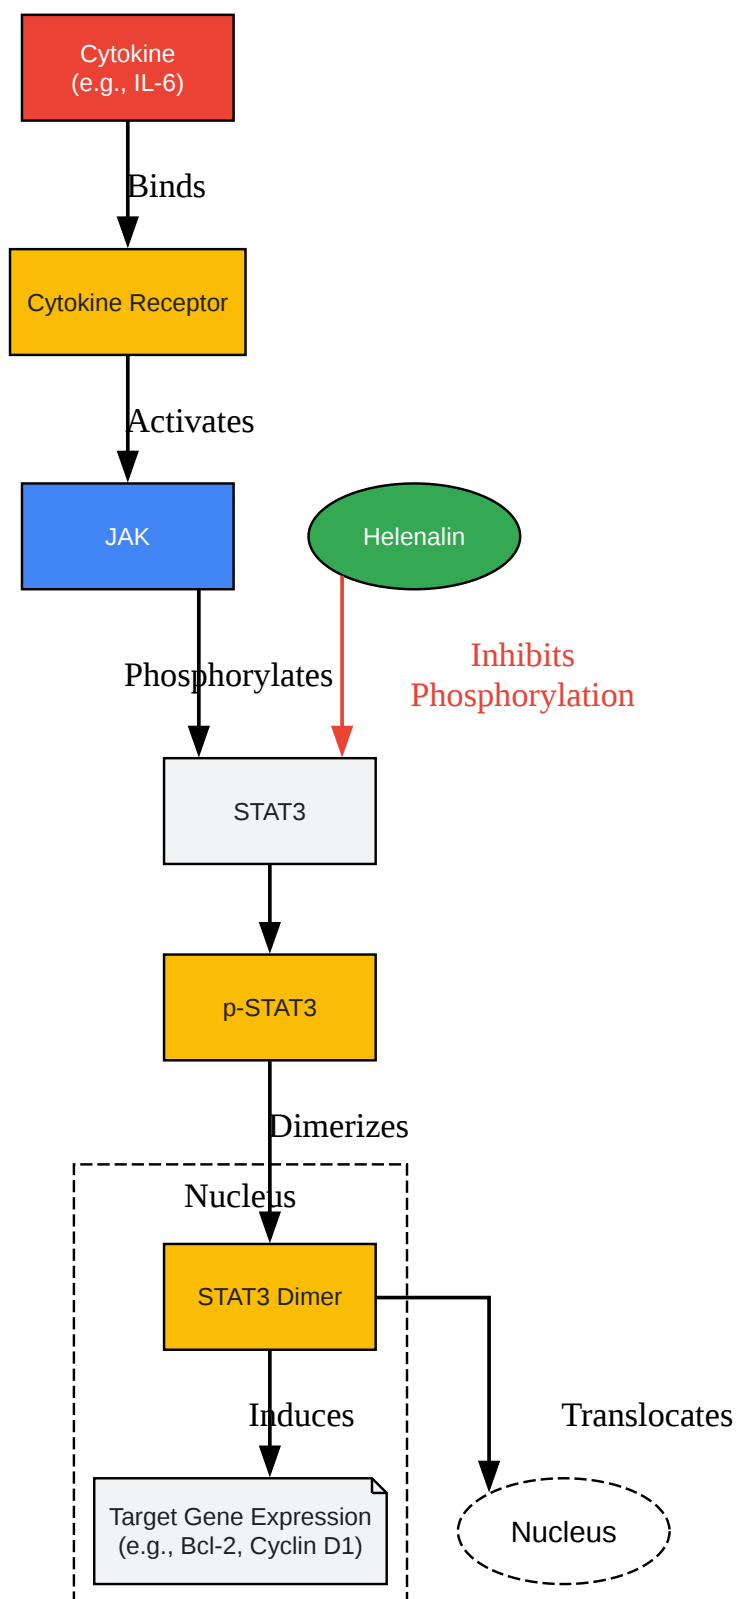 Cytokine
(e.g., IL-6)
Binds
Cytokine Receptor
Activates
JAK
Helenalin
Phosphorylates
Inhibits
Phosphorylation
STAT3
p-STAT3
Dimerizes
Nucleus
STAT3 Dimer
Induces
Translocates
Target Gene Expression
(e.g., Bcl-2, Cyclin D1)
Nucleus